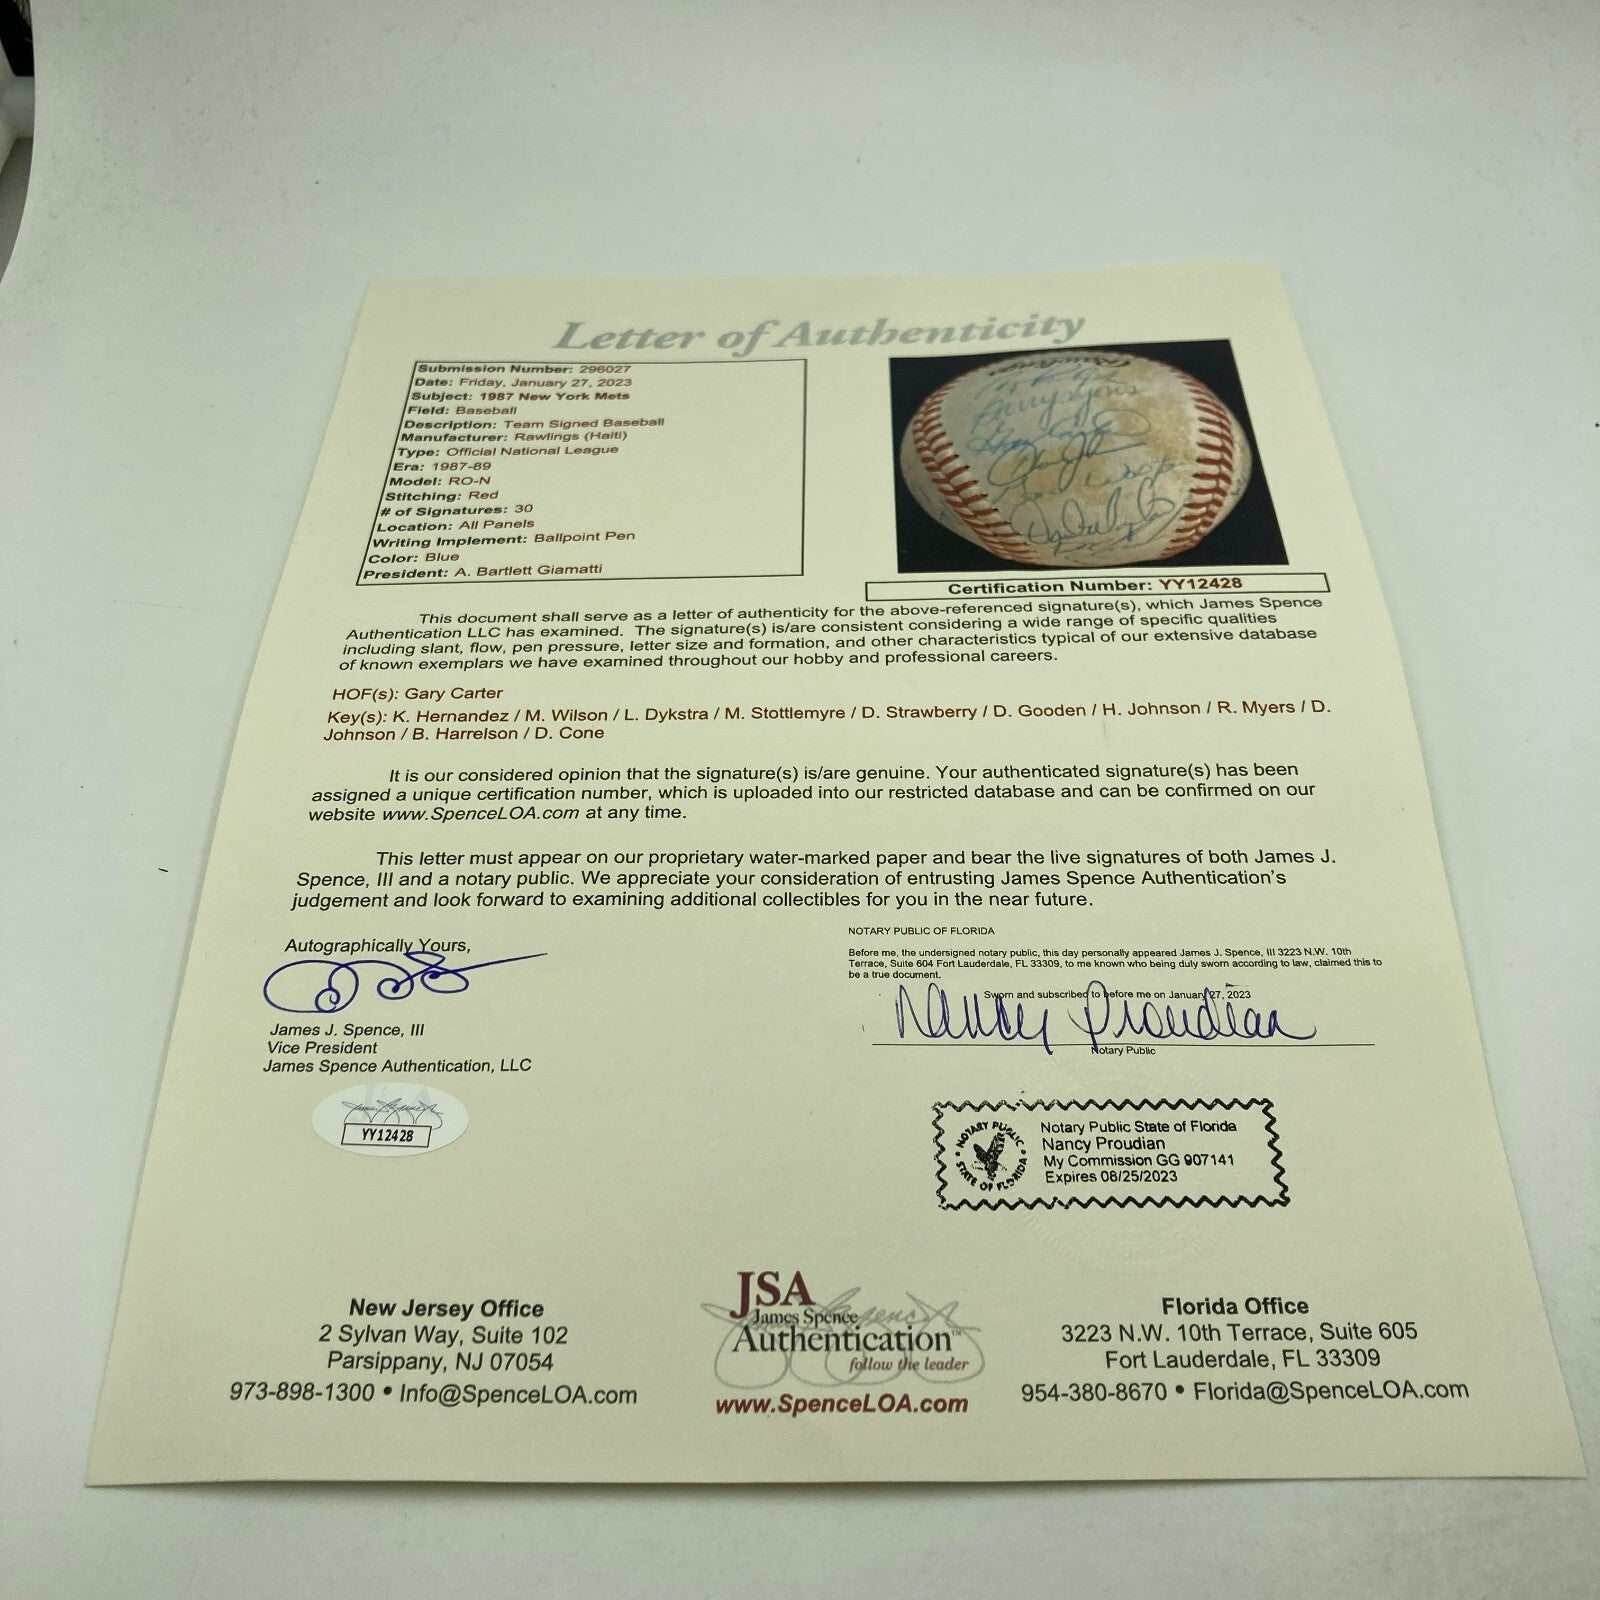 Letter of Authenticity
Submission Number: 296027
Date: Friday, January 27, 2023
Subject: 1987 New York Mets
Field: Baseball
Description: Team Signed Baseball
Manufacturer: Rawlings (Haiti)
Type: Official National League
Era: 1987-89
Model: RO-N
Stitching: Red
# of Signatures: 30
Location: All Panels
Writing Implement: Ballpoint Pen
Color: Blue
President: A. Bartlett Giamatti
Barry Lyons
Certification Number: YY12428
This document shall serve as a letter of authenticity for the above-referenced signature(s), which James Spence
Authentication LLC has examined. The signature(s) is/are consistent considering a wide range of specific qualities
including slant, flow, pen pressure, letter size and formation, and other characteristics typical of our extensive database
of known exemplars we have examined throughout our hobby and professional careers.
HOF(s): Gary Carter
Key(s): K. Hernandez / M. Wilson / L. Dykstra / M. Stottlemyre / D. Strawberry / D. Gooden / H. Johnson / R. Myers / D.
Johnson / B. Harrelson / D. Cone
It is our considered opinion that the signature(s) is/are genuine. Your authenticated signature(s) has been
assigned a unique certification number, which is uploaded into our restricted database and can be confirmed on our
website www.SpenceLOA.com at any time.
This letter must appear on our proprietary water-marked paper and bear the live signatures of both James J.
Spence, III and a notary public. We appreciate your consideration of entrusting James Spence Authentication's
judgement and look forward to examining additional collectibles for you in the near future.
Autographically Yours,
James J. Spence, III
Vice President
James Spence Authentication, LLC
YY12428
NOTARY PUBLIC OF FLORIDA
Before me, the undersigned notary public, this day personally appeared James J. Spence, III 3223 N.W. 10th
Terrace, Suite 604 Fort Lauderdale, FL 33309, to me known who being duly sworn according to law, claimed this to
be a true document.
Sworn and subscribed to before me on January 27, 2023
Nancy Proudian
Notary Public
NOTARY PUBLIC
STATE OF FLORIDA
Notary Public State of Florida
Nancy Proudian
My Commission GG 907141
Expires 08/25/2023
New Jersey Office
2 Sylvan Way, Suite 102
Parsippany, NJ 07054
973-898-1300 • Info@SpenceLOA.com
JSA
James Spence
Authentication™
follow the leader
www.SpenceLOA.com
Florida Office
3223 N.W. 10th Terrace, Suite 605
Fort Lauderdale, FL 33309
954-380-8670 • Florida@SpenceLOA.com